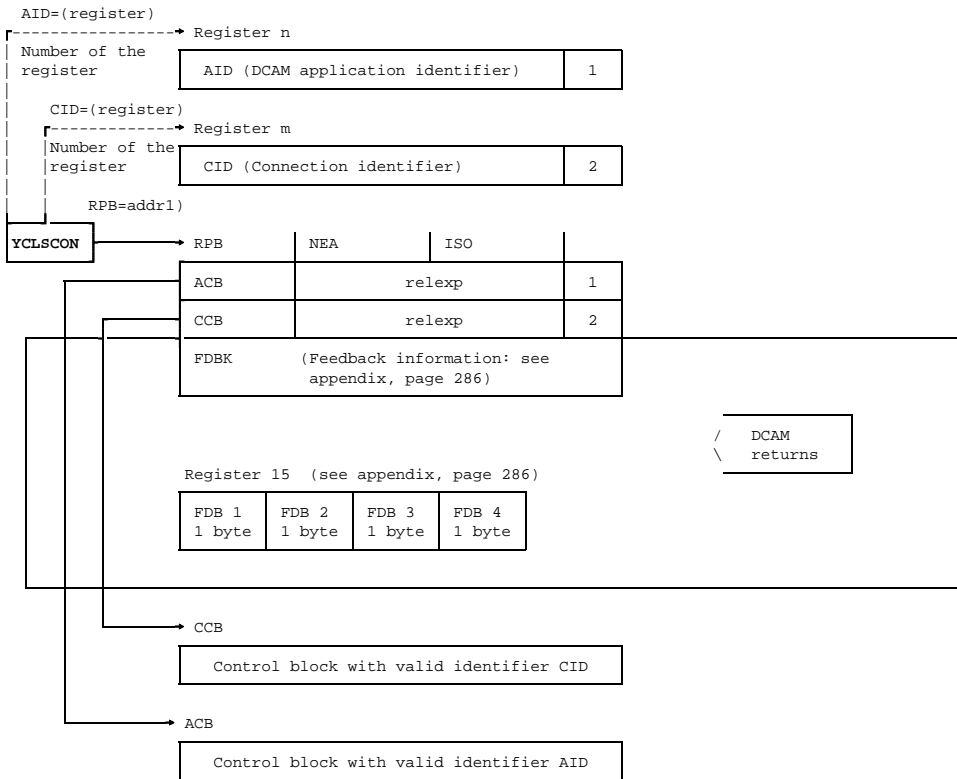 AID=(register)
Register n
Number of the
register
AID (DCAM application identifier) 1
CID=(register)
Register m
Number of the
register
CID (Connection identifier) 2
RPB=addr1)
YCLSCON
RPB NEA ISO
ACB relexp 1
CCB relexp 2
FDBK (Feedback information: see
appendix, page 286)
/ DCAM
\ returns
Register 15 (see appendix, page 286)
FDB 1 FDB 2 FDB 3 FDB 4
1 byte 1 byte 1 byte 1 byte
CCB
Control block with valid identifier CID
ACB
Control block with valid identifier AID